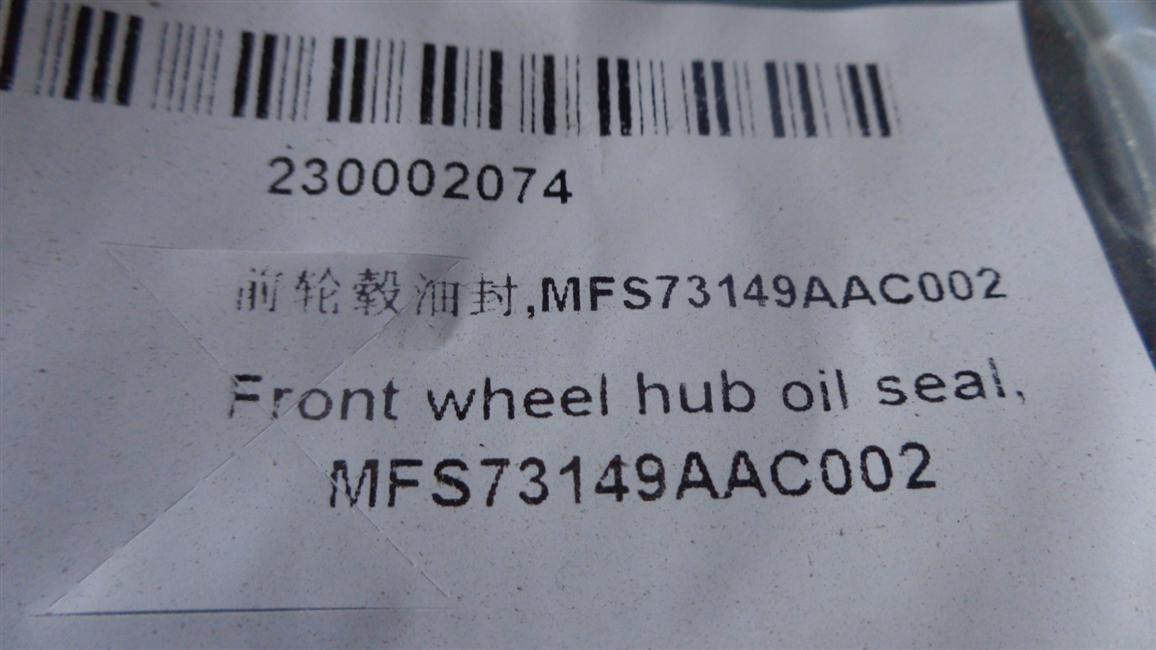 230002074
前轮毂油封,MFS73149AAC002
Front wheel hub oil seal,
MFS73149AAC002